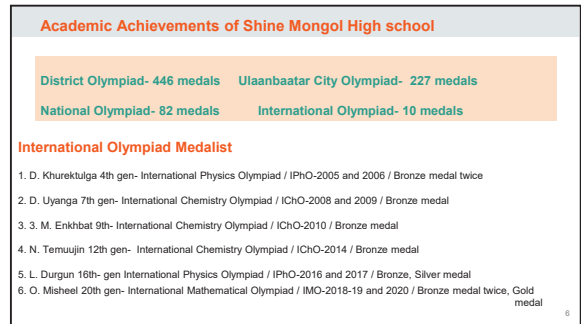 Academic Achievements of Shine Mongol High school
District Olympiad- 446 medals Ulaanbaatar City Olympiad- 227 medals
National Olympiad- 82 medals International Olympiad- 10 medals
International Olympiad Medalist
1. D. Khurektulga 4th gen- International Physics Olympiad / IPhO-2005 and 2006 / Bronze medal twice
2. D. Uyanga 7th gen- International Chemistry Olympiad / IChO-2008 and 2009 / Bronze medal
3. 3. M. Enkhbat 9th- International Chemistry Olympiad / IChO-2010 / Bronze medal
4. N. Temuujin 12th gen- International Chemistry Olympiad / IChO-2014 / Bronze medal
5. L. Durgun 16th- gen International Physics Olympiad / IPhO-2016 and 2017 / Bronze, Silver medal
6. O. Misheel 20th gen- International Mathematical Olympiad / IMO-2018-19 and 2020 / Bronze medal twice, Gold
medal
6